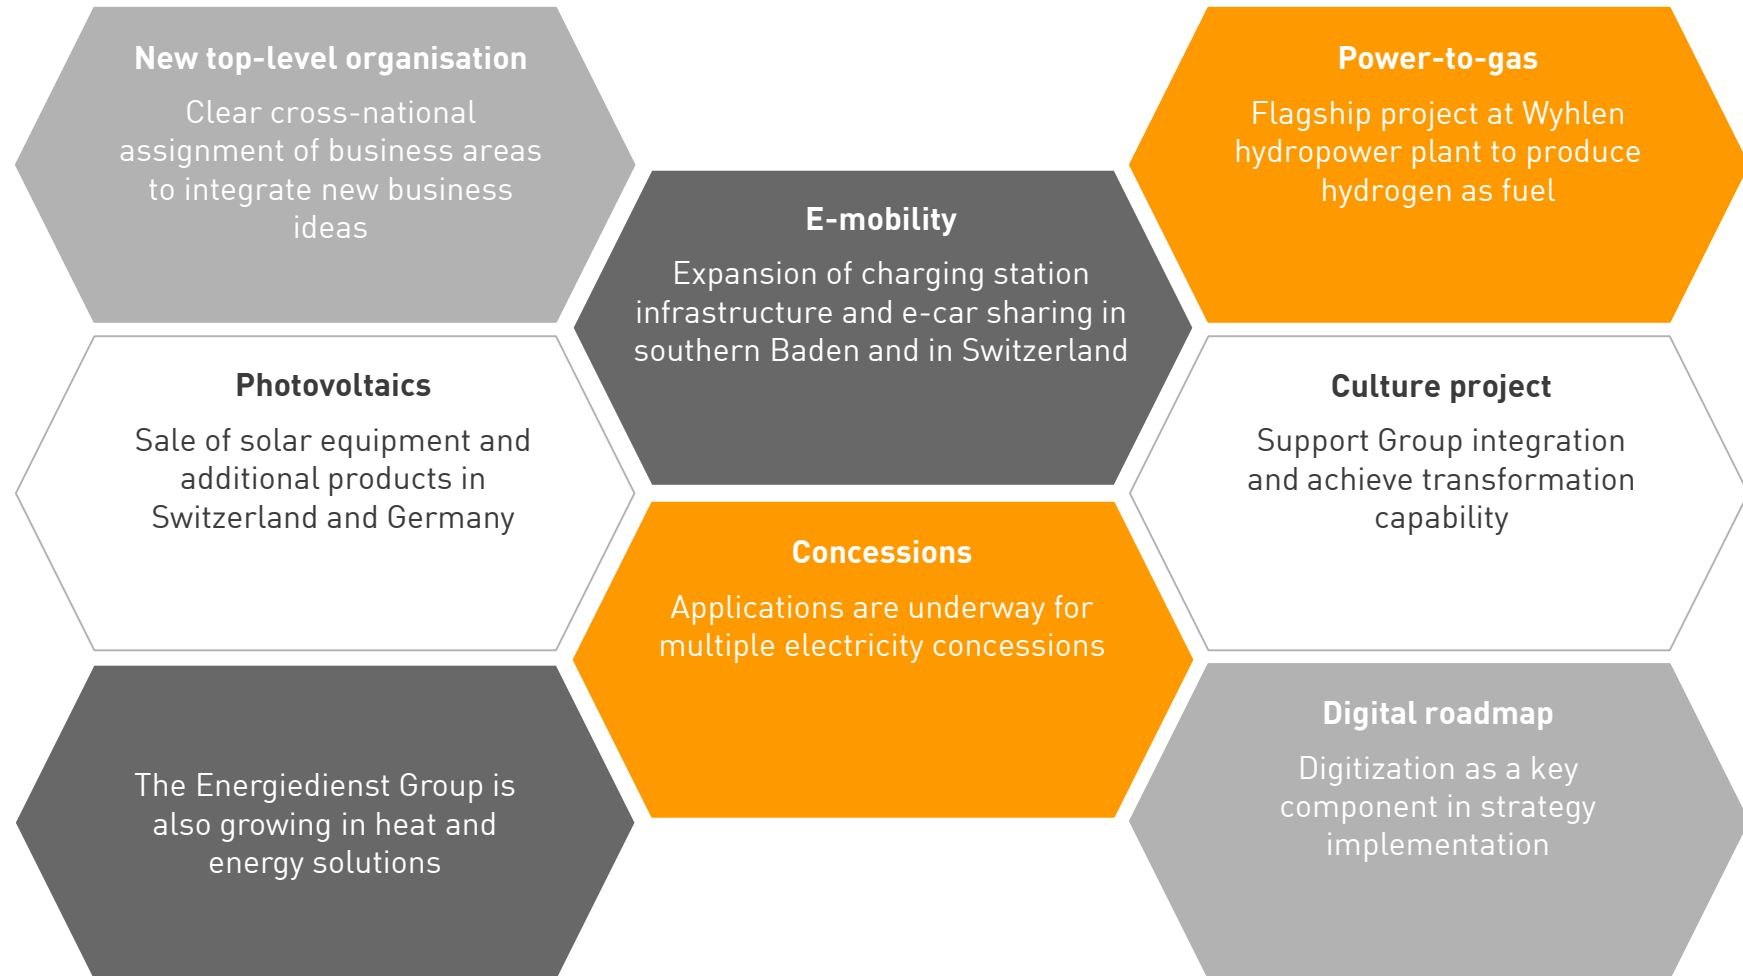 New top-level organisation
Clear cross-national
assignment of business areas
to integrate new business
ideas
Photovoltaics
Sale of solar equipment and
additional products in
Switzerland and Germany
The Energiedienst Group is
also growing in heat and
energy solutions
E-mobility
Expansion of charging station
infrastructure and e-car sharing in
southern Baden and in Switzerland
Concessions
Applications are underway for
multiple electricity concessions
Power-to-gas
Flagship project at Wyhlen
hydropower plant to produce
hydrogen as fuel
Culture project
Support Group integration
and achieve transformation
capability
Digital roadmap
Digitization as a key
component in strategy
implementation